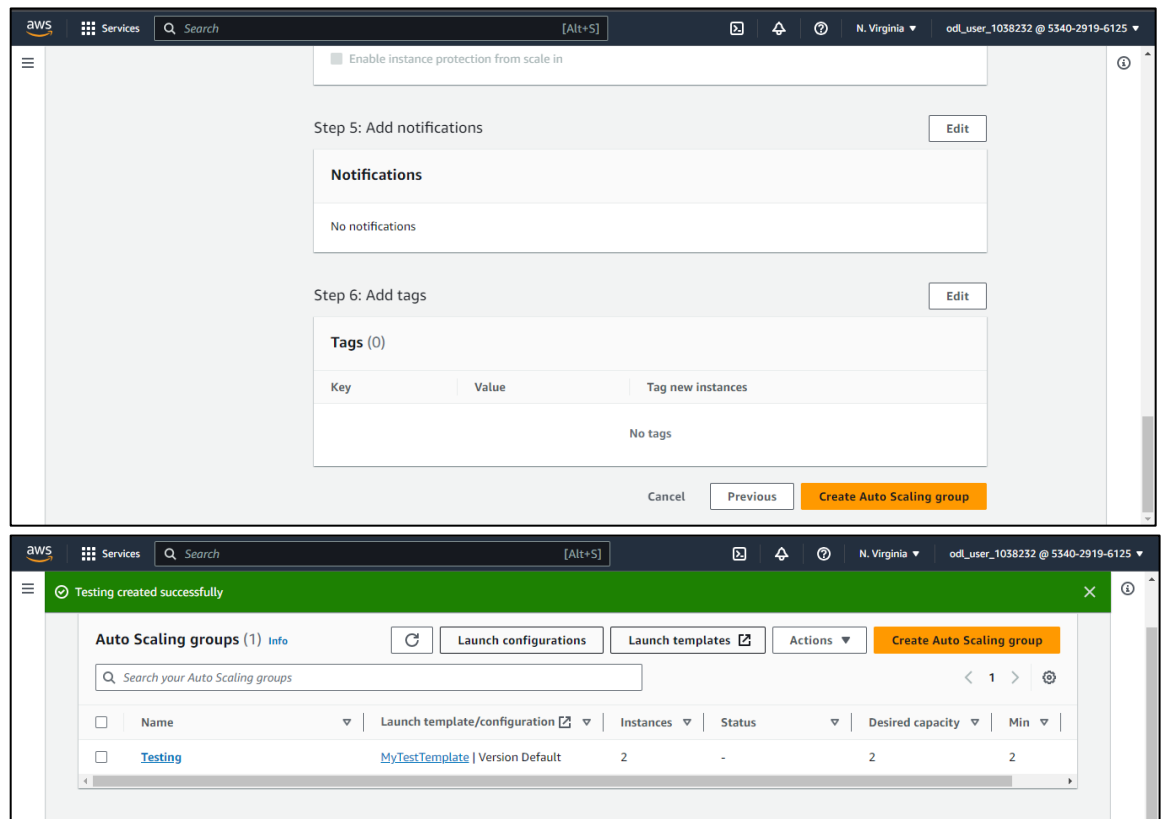 aws Services Search [Alt+S] N. Virginia odl_user_1038232 @ 5340-2919-6125
Enable instance protection from scale in
Step 5: Add notifications Edit
Notifications
No notifications
Step 6: Add tags Edit
Tags (0)
Key Value Tag new instances
No tags
Cancel Previous Create Auto Scaling group
aws Services Search [Alt+S] N. Virginia odl_user_1038232 @ 5340-2919-6125
Testing created successfully
Auto Scaling groups (1) Info Launch configurations Launch templates Actions Create Auto Scaling group
Search your Auto Scaling groups 1
Name Launch template/configuration Instances Status Desired capacity Min
Testing MyTestTemplate | Version Default 2 - 2 2